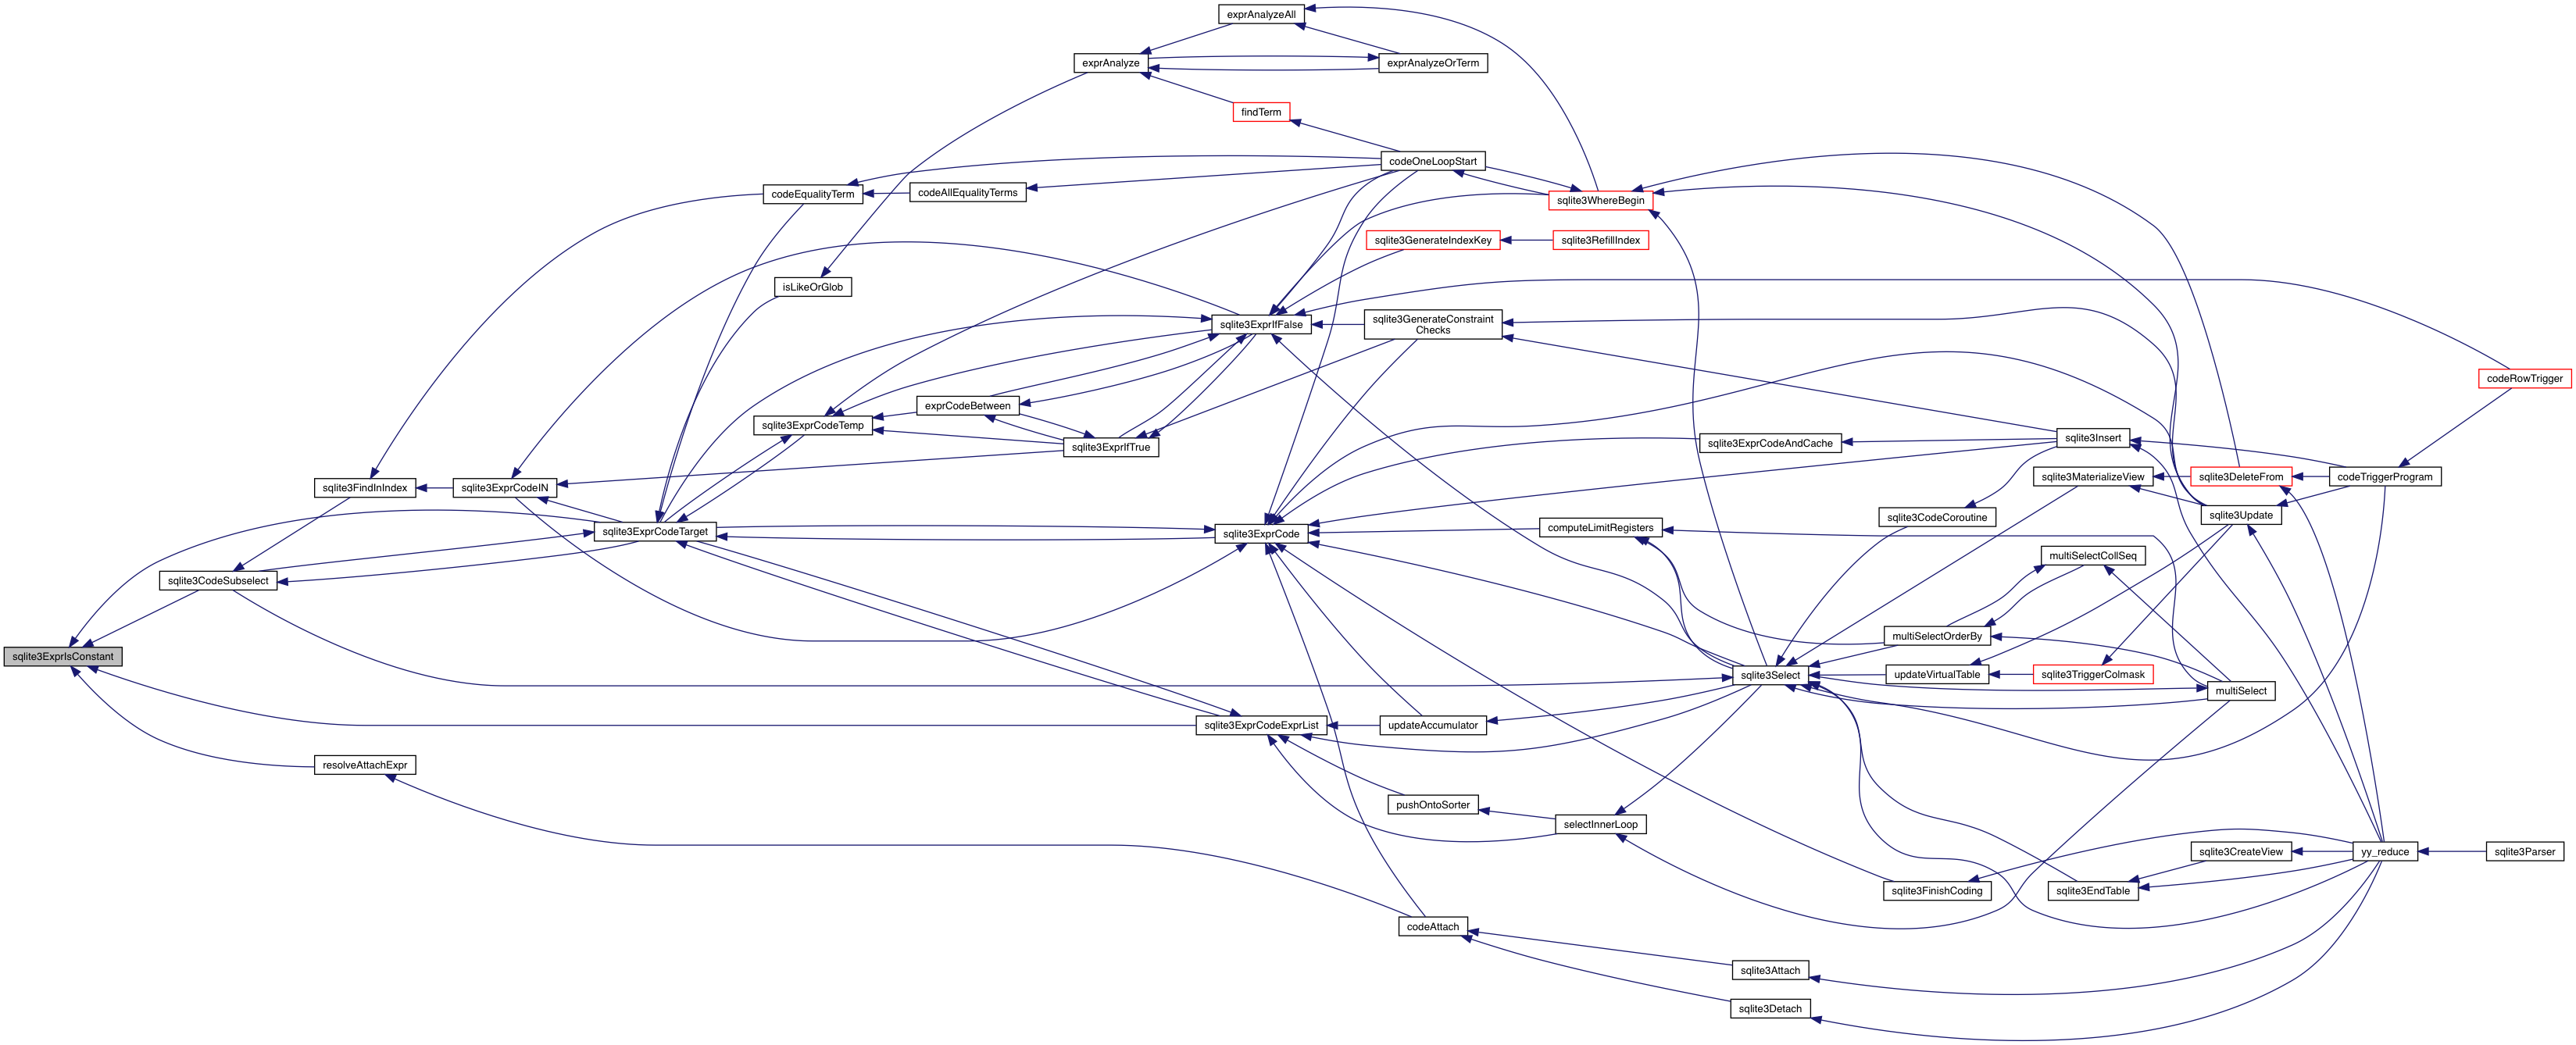 exprAnalyzeAll
exprAnalyze
exprAnalyzeOrTerm
findTerm
codeOneLoopStart
codeEqualityTerm
codeAllEqualityTerms
sqlite3WhereBegin
sqlite3GenerateIndexKey
sqlite3RefillIndex
isLikeOrGlob
sqlite3ExprIfFalse
sqlite3GenerateConstraint
Checks
codeRowTrigger
exprCodeBetween
sqlite3ExprCodeTemp
sqlite3ExprIfTrue
sqlite3ExprCodeAndCache
sqlite3Insert
sqlite3MaterializeView
sqlite3DeleteFrom
codeTriggerProgram
sqlite3FindInIndex
sqlite3ExprCodeIN
sqlite3CodeCoroutine
sqlite3Update
sqlite3ExprCodeTarget
sqlite3ExprCode
computeLimitRegisters
multiSelectCollSeq
sqlite3CodeSubselect
multiSelectOrderBy
sqlite3ExprIsConstant
sqlite3Select
updateVirtualTable
sqlite3TriggerColmask
multiSelect
sqlite3ExprCodeExprList
updateAccumulator
resolveAttachExpr
pushOntoSorter
selectInnerLoop
sqlite3CreateView
yy_reduce
sqlite3Parser
sqlite3FinishCoding
sqlite3EndTable
codeAttach
sqlite3Attach
sqlite3Detach